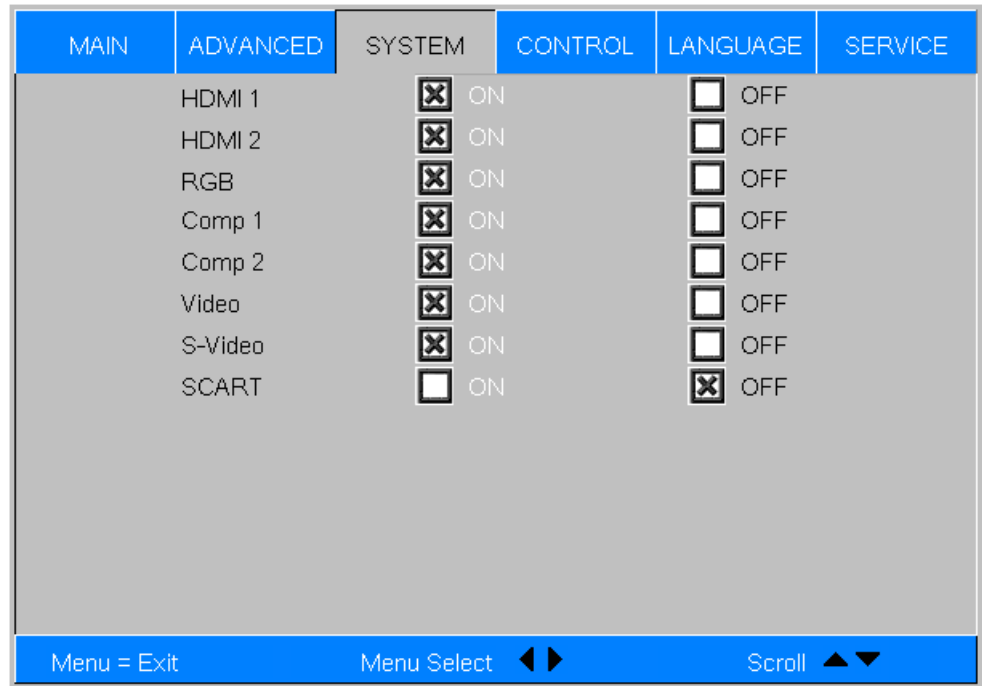 MAIN ADVANCED SYSTEM CONTROL LANGUAGE SERVICE
HDMI 1 ON OFF
HDMI 2 ON OFF
RGB ON OFF
Comp 1 ON OFF
Comp 2 ON OFF
Video ON OFF
S-Video ON OFF
SCART ON OFF
Menu = Exit Menu Select Scroll